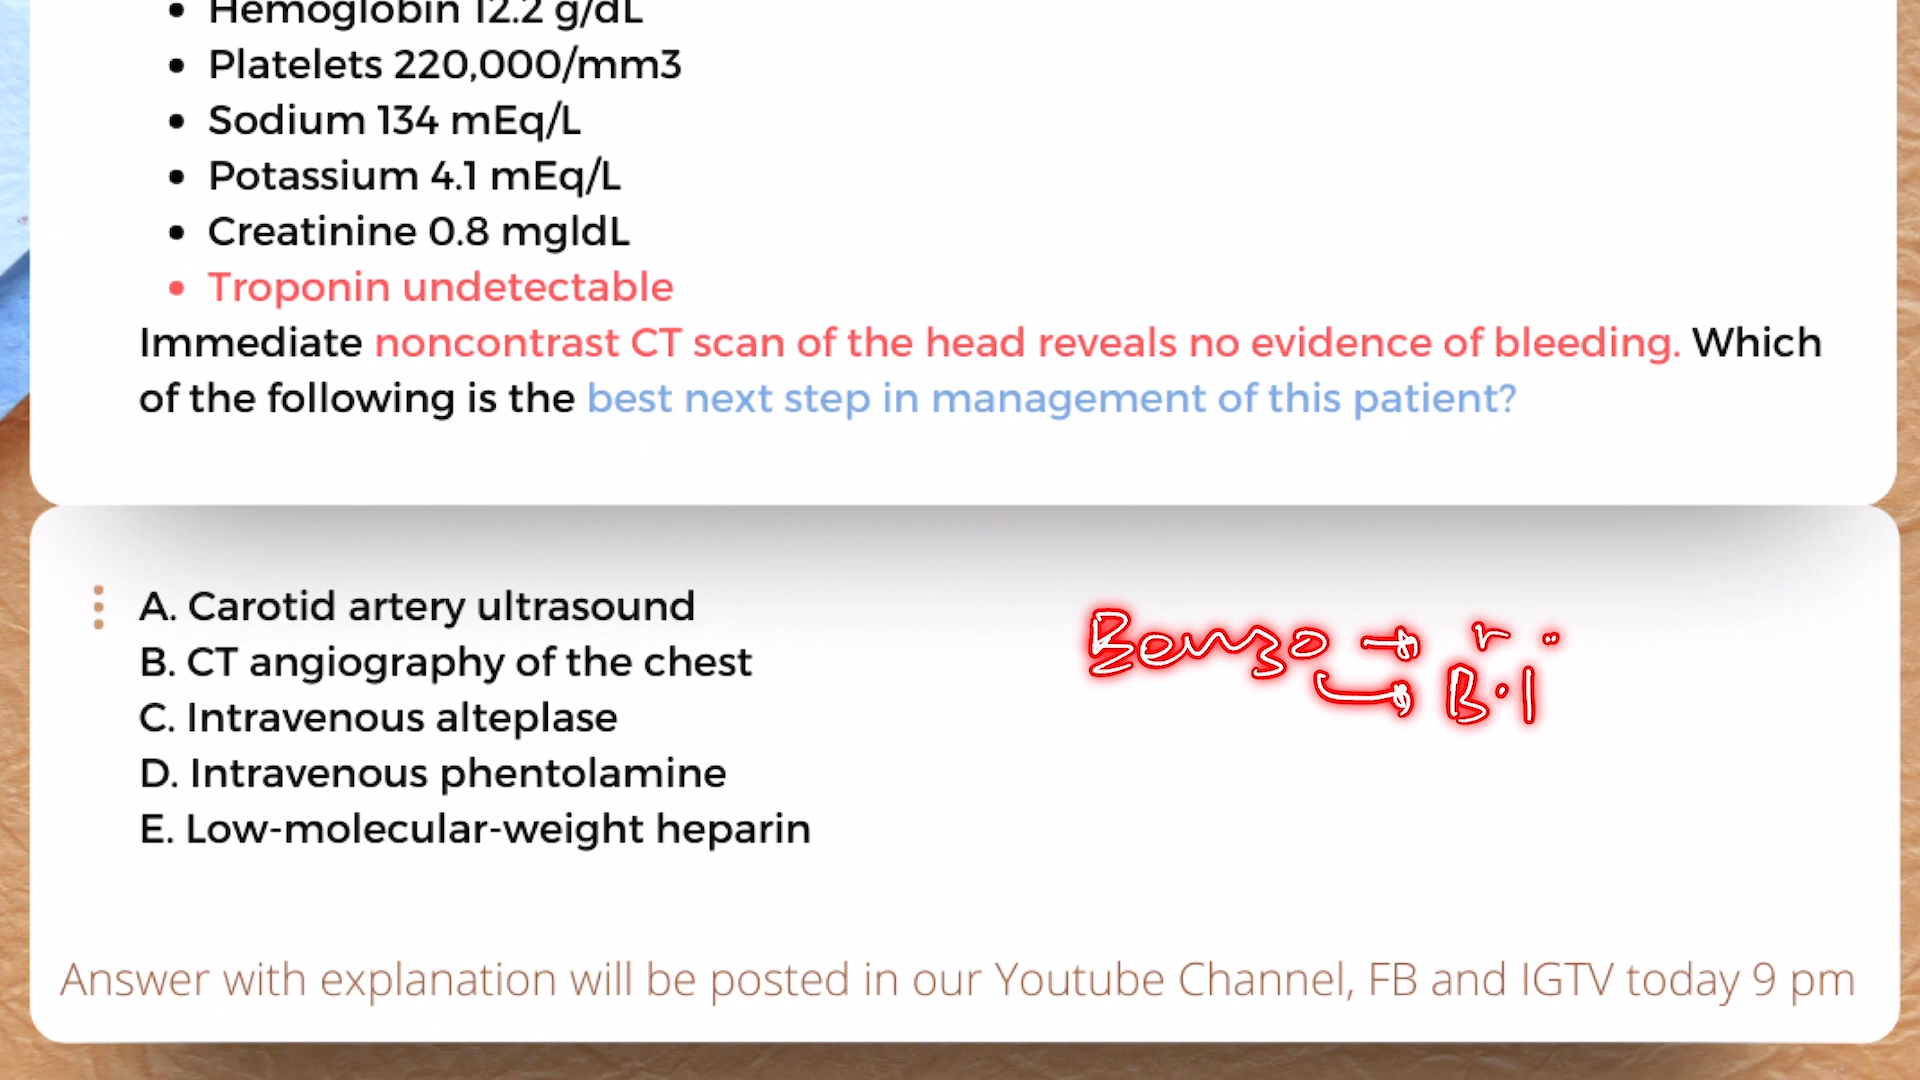 Hemoglobin 12.2 g/dL
Platelets 220,000/mm3
Sodium 134 mEq/L
Potassium 4.1 mEq/L
Creatinine 0.8 mgldL
Troponin undetectable
Immediate noncontrast CT scan of the head reveals no evidence of bleeding. Which
of the following is the best next step in management of this patient?
A. Carotid artery ultrasound
B. CT angiography of the chest
C. Intravenous alteplase
D. Intravenous phentolamine
E. Low-molecular-weight heparin
Benzo → r ..
B.1
Answer with explanation will be posted in our Youtube Channel, FB and IGTV today 9 pm